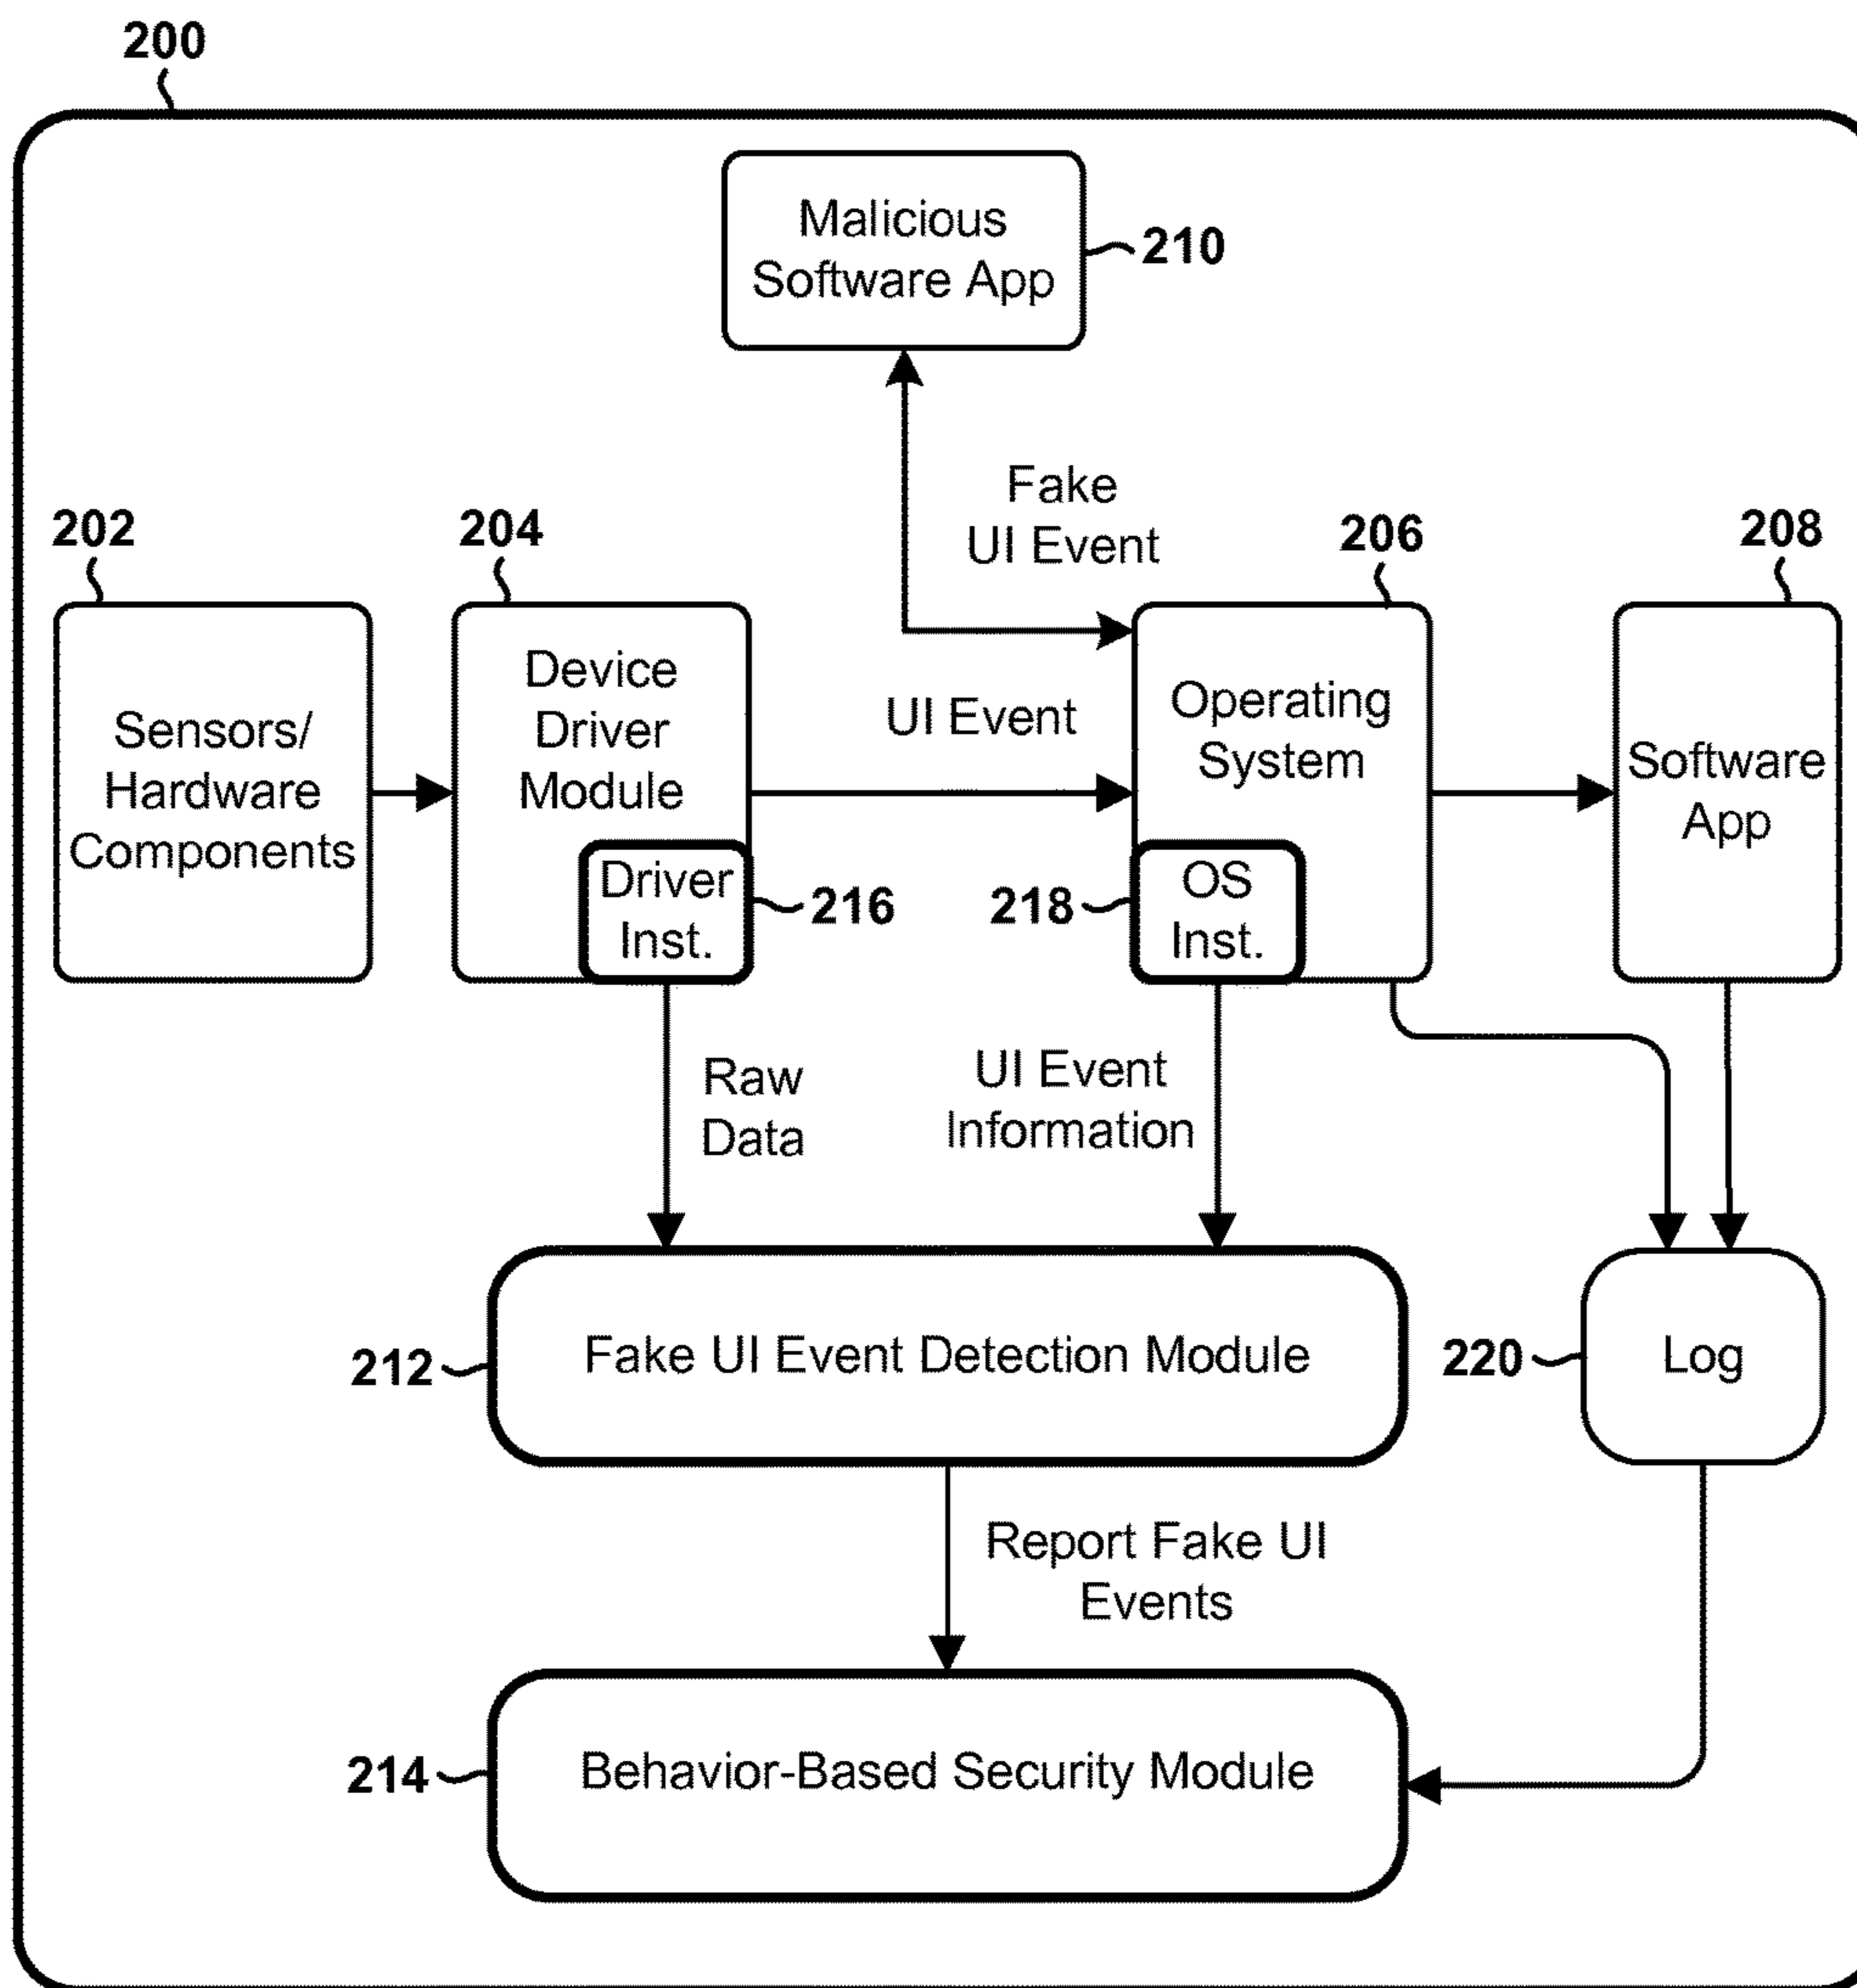 200
Malicious
Software App
210
Fake
UI Event
202
204
206
208
Sensors/
Hardware
Components
Device
Driver
Module
UI Event
Operating
System
Software
App
Driver
Inst.
216
218
OS
Inst.
Raw
Data
UI Event
Information
212
Fake UI Event Detection Module
220
Log
Report Fake UI
Events
214
Behavior-Based Security Module